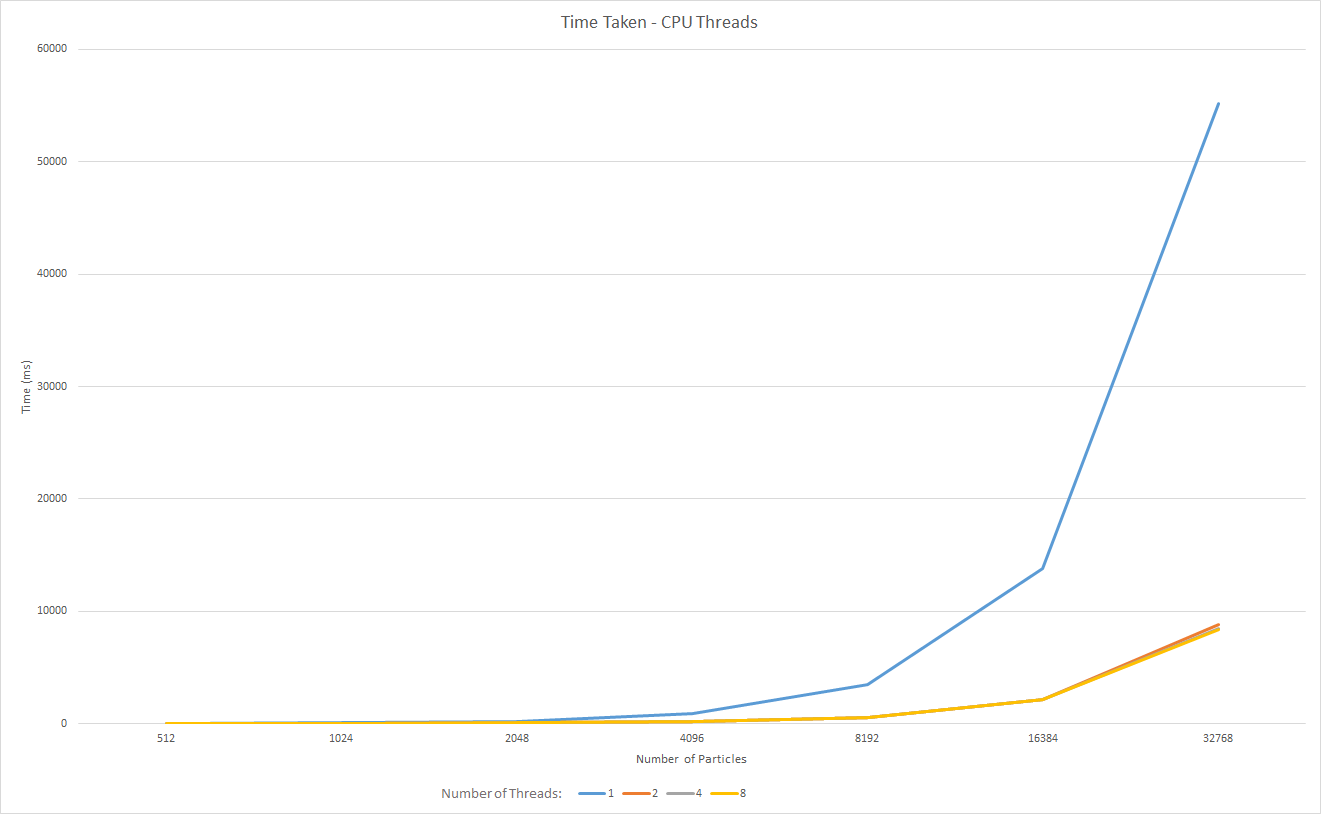 Time Taken - CPU Threads
60000
50000
40000
30000
20000
10000
0
Time (ms)
512 1024 2048 4096 8192 16384 32768
Number of Particles
Number of Threads: 1 2 4 8